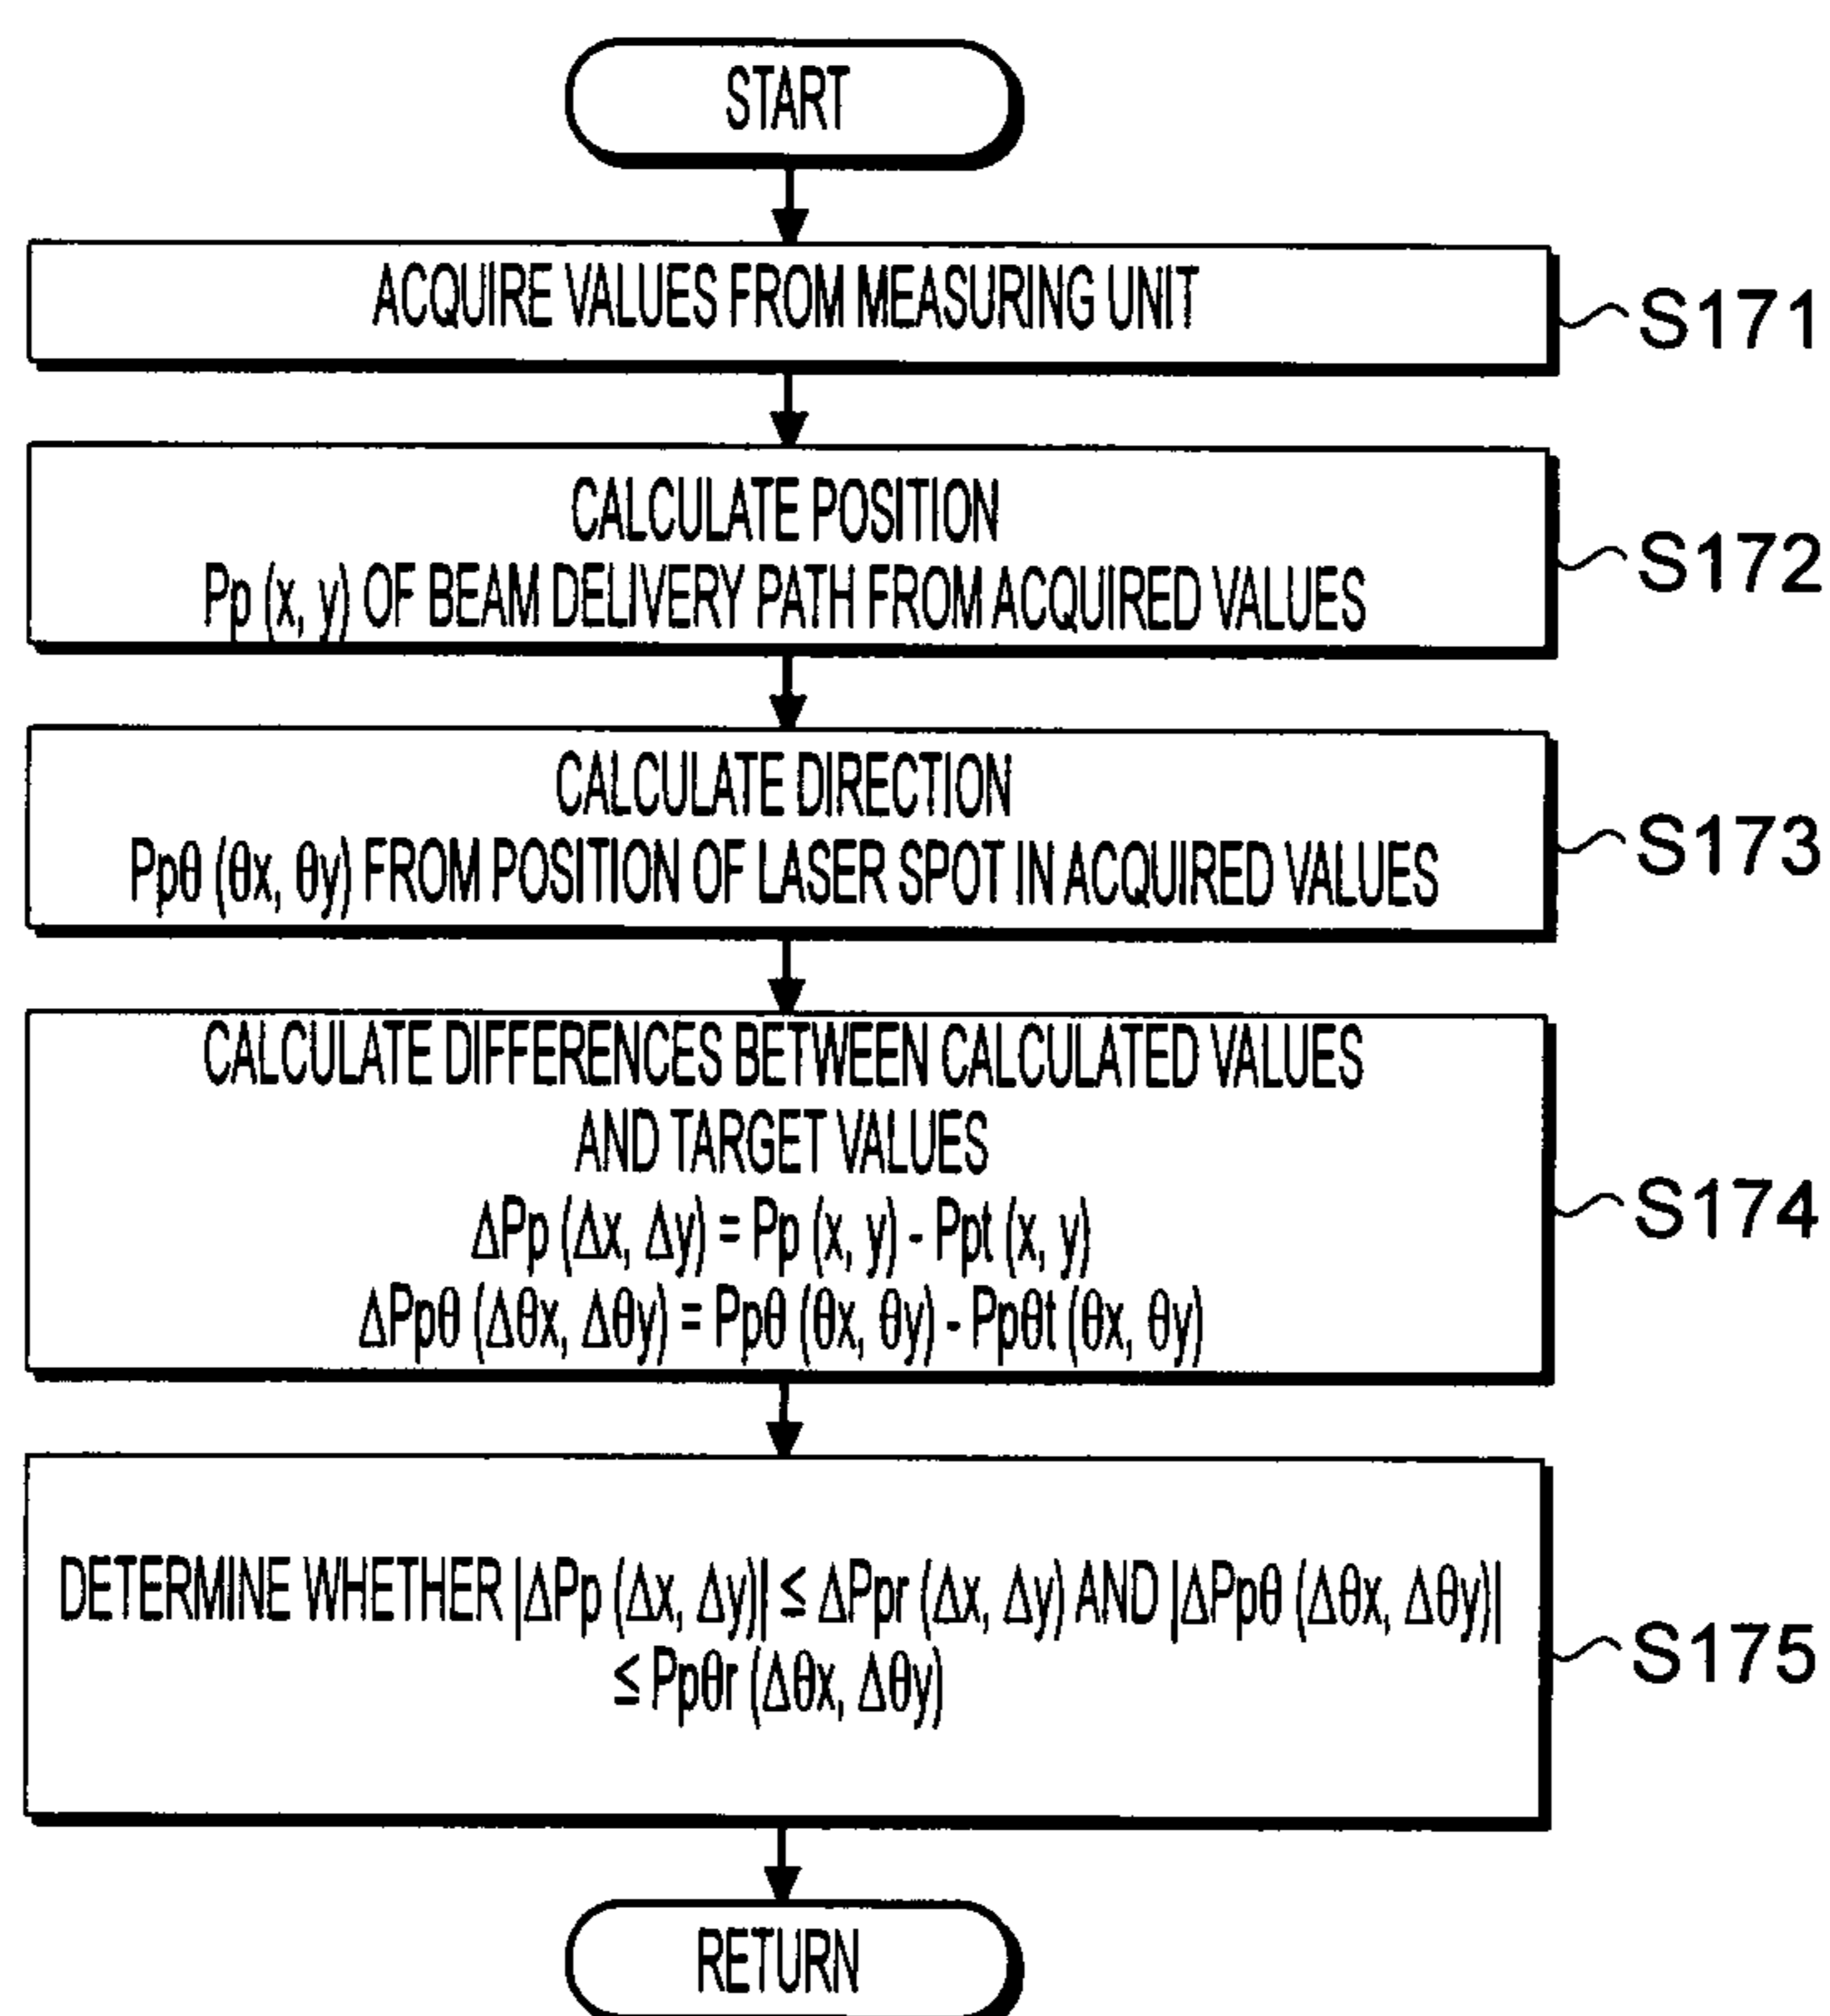 START
ACQUIRE VALUES FROM MEASURING UNIT
S171
CALCULATE POSITION
Pp (x, y) OF BEAM DELIVERY PATH FROM ACQUIRED VALUES
S172
CALCULATE DIRECTION
Ppθ (θx, θy) FROM POSITION OF LASER SPOT IN ACQUIRED VALUES
S173
CALCULATE DIFFERENCES BETWEEN CALCULATED VALUES
AND TARGET VALUES
ΔPp (Δx, Δy) = Pp (x, y) - Ppt (x, y)
ΔPpθ (Δθx, Δθy) = Ppθ (θx, θy) - Ppθt (θx, θy)
S174
DETERMINE WHETHER |ΔPp (Δx, Δy)| ≤ ΔPpr (Δx, Δy) AND |ΔPpθ (Δθx, Δθy)|
≤ Ppθr (Δθx, Δθy)
S175
RETURN